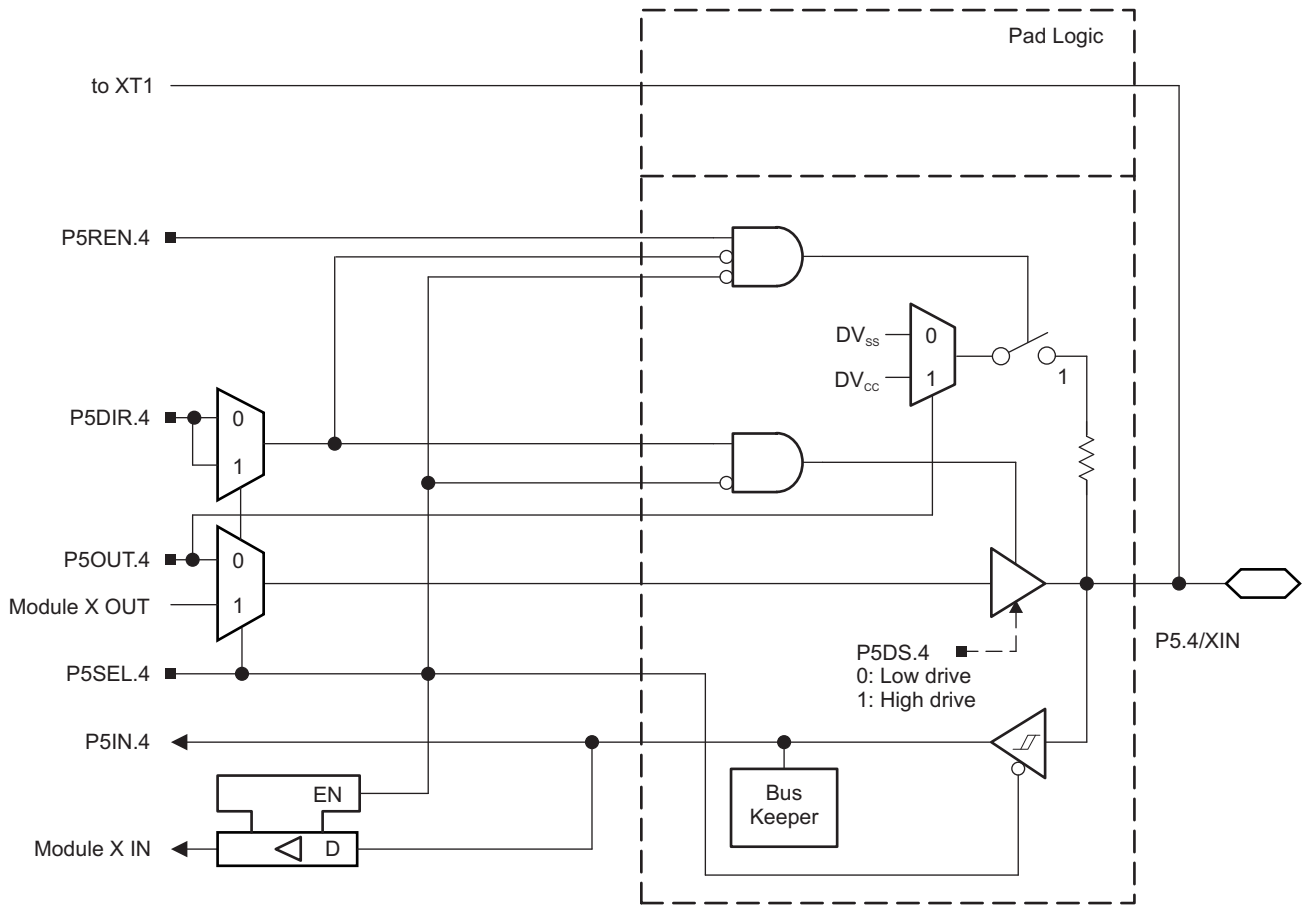 Pad Logic
to XT1
P5REN.4
DVSS
0
DVCC
1
1
P5DIR.4
0
1
P5OUT.4
0
Module X OUT
1
P5DS.4
0: Low drive
1: High drive
P5.4/XIN
P5SEL.4
P5IN.4
EN
Bus
Keeper
Module X IN
D